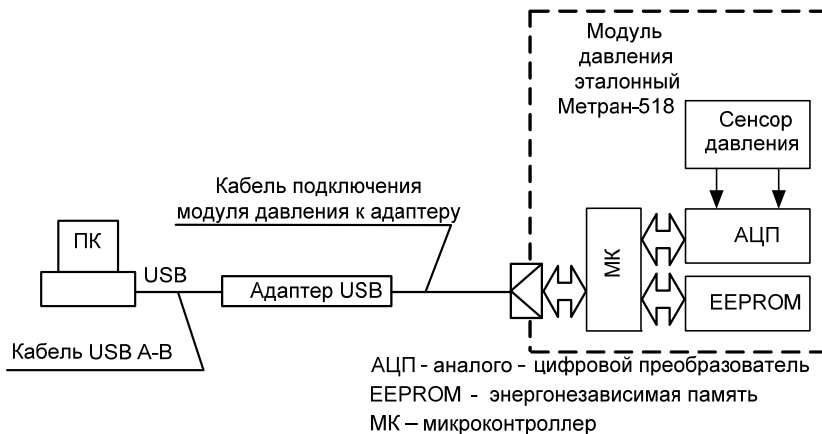 Модуль
давления
эталонный
Метран-518
Сенсор
давления
Кабель подключения
модуля давления к адаптеру
ПК
USB
Адаптер USB
МК
АЦП
EEPROM
Кабель USB A-B
АЦП - аналого - цифровой преобразователь
EEPROM - энергонезависимая память
МК – микроконтроллер